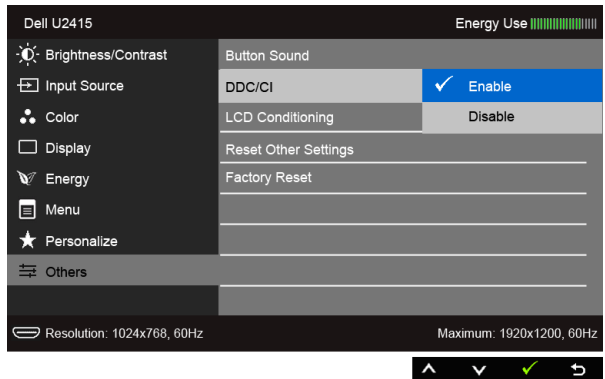 Dell U2415
Energy Use
Brightness/Contrast
Input Source
Color
Display
Energy
Menu
Personalize
Others
Button Sound
DDC/CI
LCD Conditioning
Reset Other Settings
Factory Reset
Enable
Disable
Resolution: 1024x768, 60Hz
Maximum: 1920x1200, 60Hz